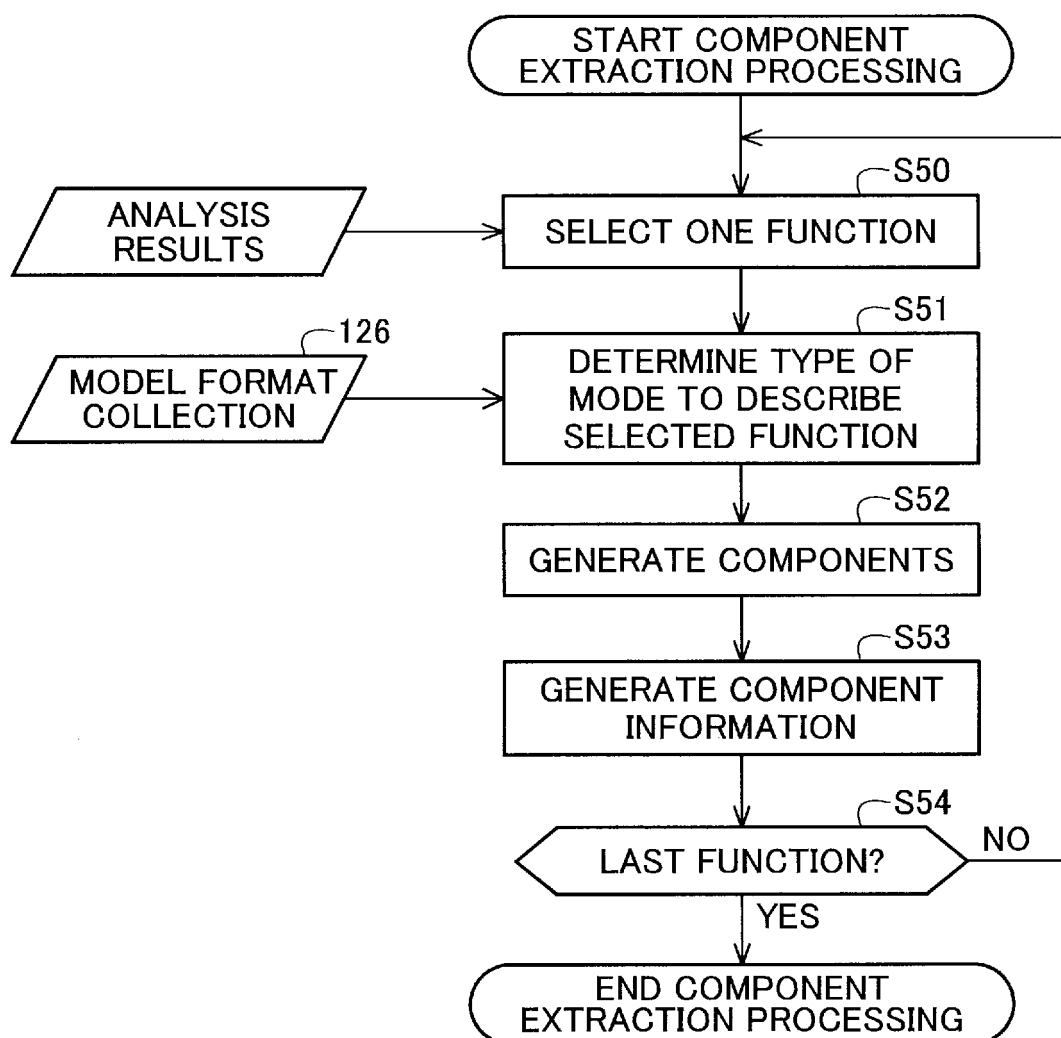 START COMPONENT
EXTRACTION PROCESSING
S50
ANALYSIS
RESULTS
SELECT ONE FUNCTION
S51
126
MODEL FORMAT
COLLECTION
DETERMINE TYPE OF
MODE TO DESCRIBE
SELECTED FUNCTION
S52
GENERATE COMPONENTS
S53
GENERATE COMPONENT
INFORMATION
S54
LAST FUNCTION?
NO
YES
END COMPONENT
EXTRACTION PROCESSING